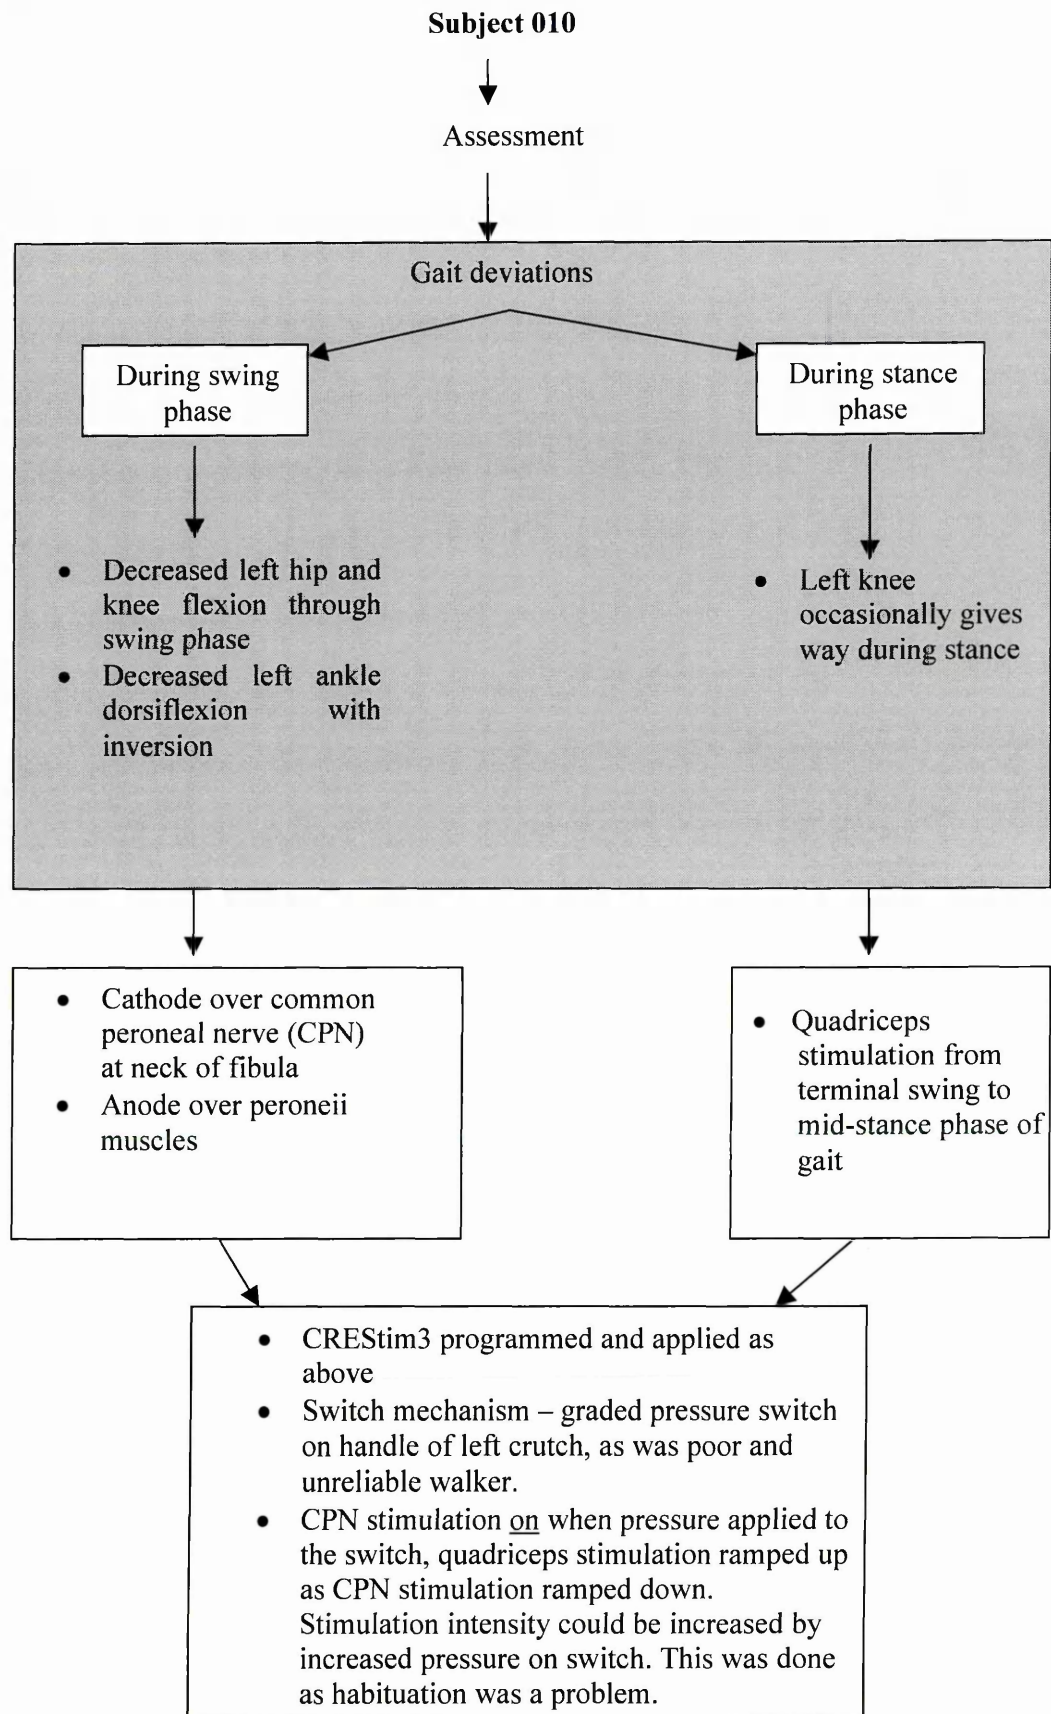 Subject 010
Assessment
Gait deviations
During swing
phase
During stance
phase
• Decreased left hip and
knee flexion through
swing phase
• Decreased left ankle
dorsiflexion with
inversion
• Left knee
occasionally gives
way during stance
• Cathode over common
peroneal nerve (CPN)
at neck of fibula
• Anode over peroneii
muscles
• Quadriceps
stimulation from
terminal swing to
mid-stance phase of
gait
• CREStim3 programmed and applied as
above
• Switch mechanism – graded pressure switch
on handle of left crutch, as was poor and
unreliable walker.
• CPN stimulation on when pressure applied to
the switch, quadriceps stimulation ramped up
as CPN stimulation ramped down.
Stimulation intensity could be increased by
increased pressure on switch. This was done
as habituation was a problem.